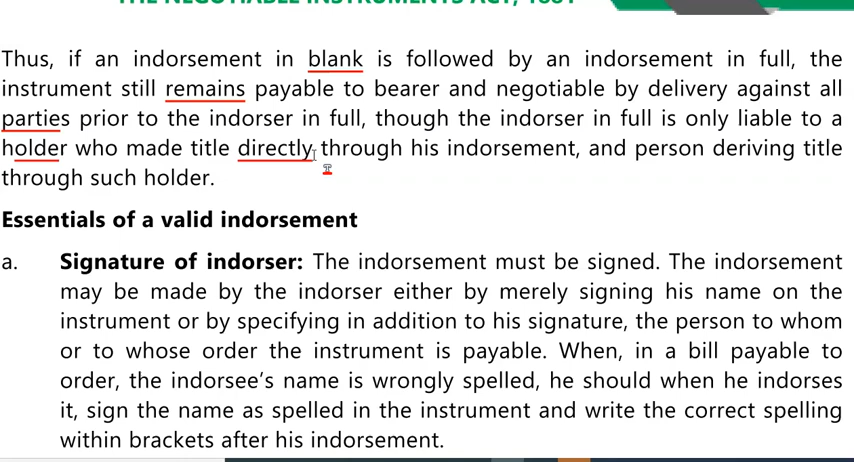 THE NEGOTIABLE INSTRUMENTS ACT, 1881
Thus, if an indorsement in blank is followed by an indorsement in full, the
instrument still remains payable to bearer and negotiable by delivery against all
parties prior to the indorser in full, though the indorser in full is only liable to a
holder who made title directly through his indorsement, and person deriving title
through such holder.
Essentials of a valid indorsement
a. Signature of indorser: The indorsement must be signed. The indorsement
may be made by the indorser either by merely signing his name on the
instrument or by specifying in addition to his signature, the person to whom
or to whose order the instrument is payable. When, in a bill payable to
order, the indorsee’s name is wrongly spelled, he should when he indorses
it, sign the name as spelled in the instrument and write the correct spelling
within brackets after his indorsement.